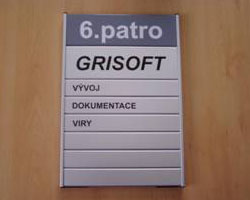 6.patro
GRISOFT
VÝVOJ
DOKUMENTACE
VIRY